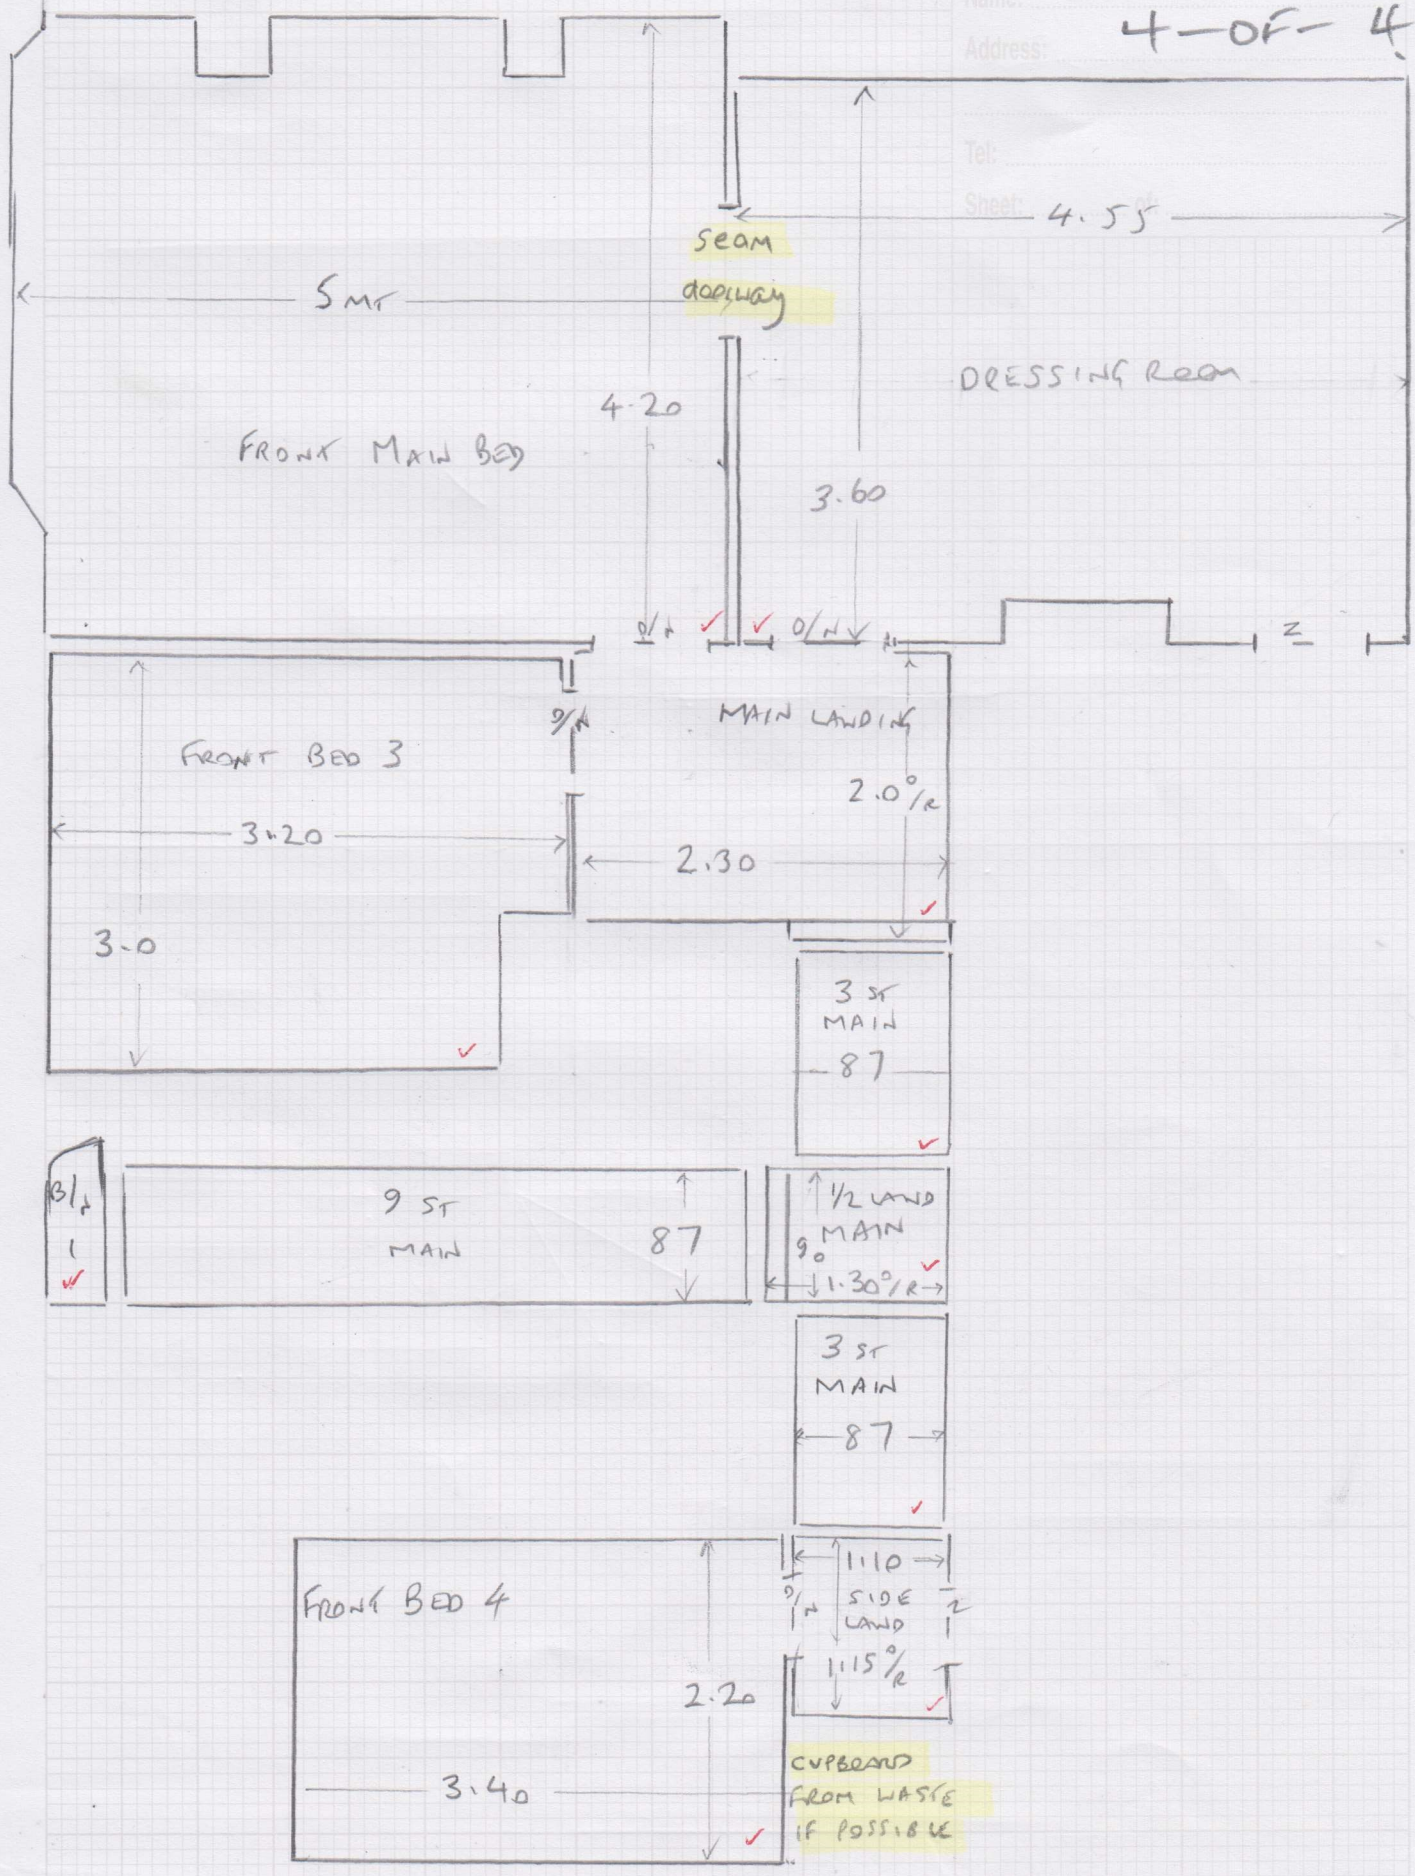 Name:
4-OF-4
Address:
Tel:
Sheet: of:
4.55
seam
doorway
5 MT
DRESSING ROOM
4.20
FRONT MAIN BED
3.60
D/N
D/N
Z
D/N
MAIN LANDING
FRONT BED 3
2.0 O/R
3.20
2.30
3.0
3 ST
MAIN
87
B/N
1
9 ST
MAIN
87
1/2 LAND
MAIN
90
1.30 O/R
3 ST
MAIN
87
1.10
FRONT BED 4
D/N
SIDE
LAND
Z
1.15 O/R
2.20
3.40
CUPBOARD
FROM WASTE
IF POSSIBLE